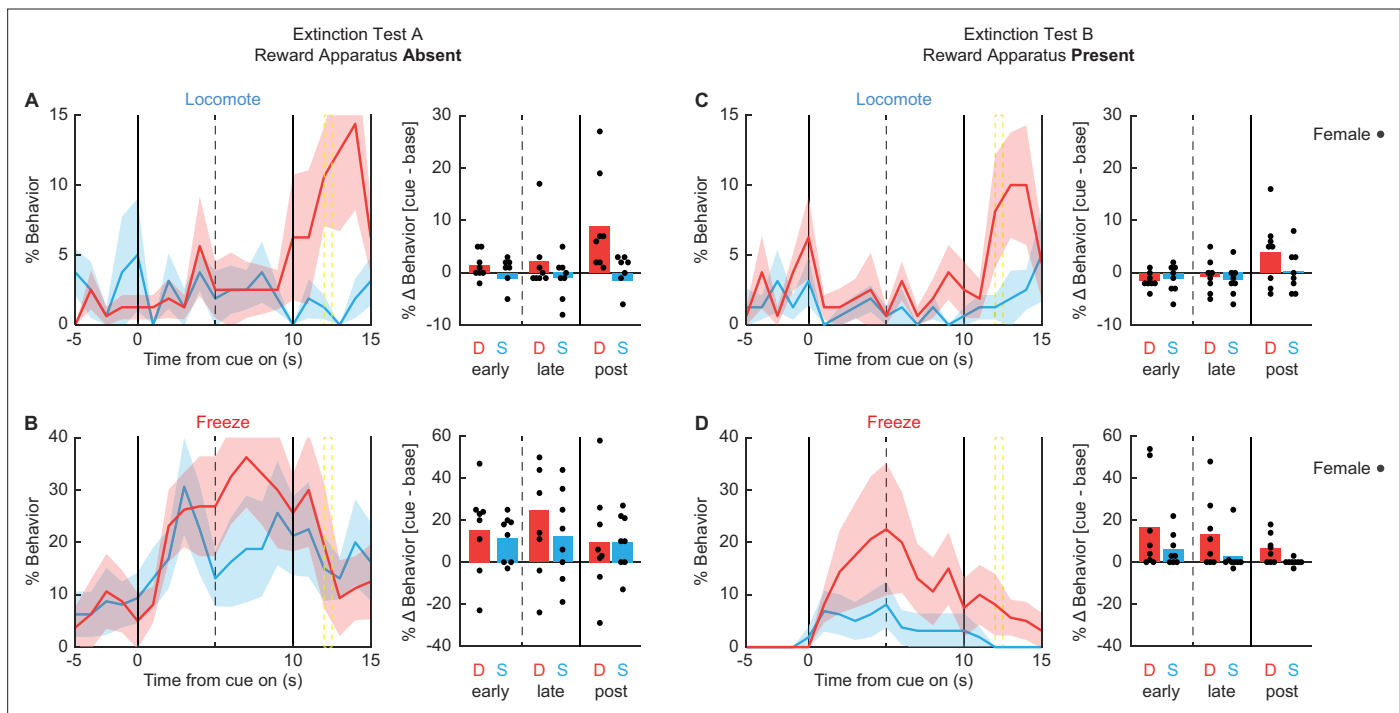 Extinction Test A
Reward Apparatus Absent
Extinction Test B
Reward Apparatus Present
A
Locomote
15
10
5
0
% Behavior
-5
0
10
15
Time from cue on (s)
30
20
10
0
-10
% Δ Behavior [cue - base]
D S D S D S
early late post
C
Locomote
15
10
5
0
% Behavior
-5
0
10
15
Time from cue on (s)
30
20
10
0
-10
% Δ Behavior [cue - base]
D S D S D S
early late post
Female
B
Freeze
40
30
20
10
0
% Behavior
-5
0
10
15
Time from cue on (s)
60
40
20
0
-20
-40
% Δ Behavior [cue - base]
D S D S D S
early late post
D
Freeze
40
30
20
10
0
% Behavior
-5
0
10
15
Time from cue on (s)
60
40
20
0
-20
-40
% Δ Behavior [cue - base]
D S D S D S
early late post
Female